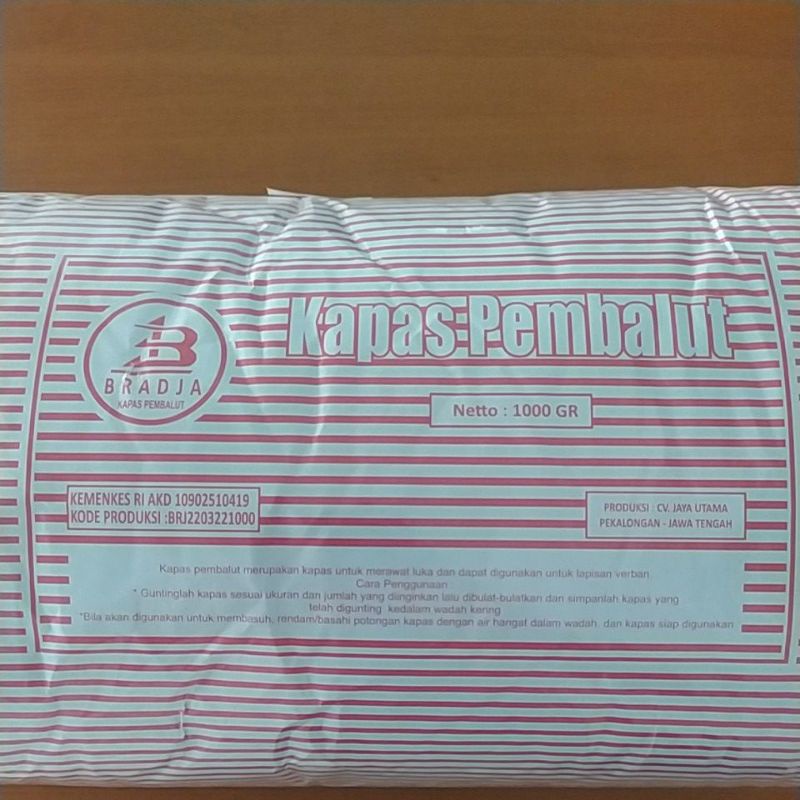 B
BRADJA
KAPAS PEMBALUT
Kapas Pembalut
Netto : 1000 GR
KEMENKES RI AKD 10902510419
KODE PRODUKSI :BRJ2203221000
PRODUKSI : CV. JAYA UTAMA
PEKALONGAN - JAWA TENGAH
Kapas pembalut merupakan kapas untuk merawat luka dan dapat digunakan untuk lapisan verban
Cara Penggunaan :
* Guntinglah kapas sesuai ukuran dan jumlah yang diinginkan lalu dibulat-bulatkan dan simpanlah kapas yang
telah digunting kedalam wadah kering
*Bila akan digunakan untuk membasuh, rendam/basahi potongan kapas dengan air hangat dalam wadah dan kapas siap digunakan